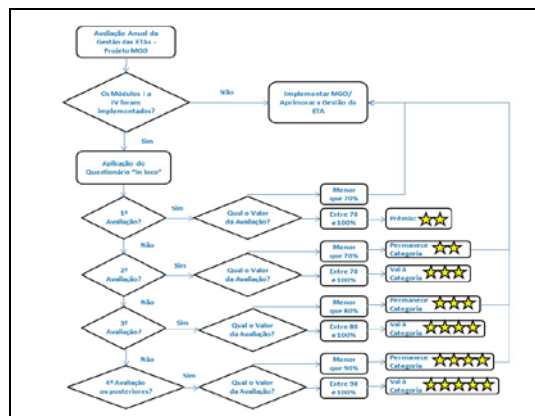 Avaliação Anual da
Gestão das ETAs -
Projeto MGO
Os Módulos I a
IV foram
implementados?
Não
Implementar MGO/
Aprimorar a Gestão da
ETA
Sim
Aplicação do
Questionário "in loco"
1ª
Avaliação?
Sim
Qual o Valor
da Avaliação?
Menor
que 70%
Entre 70
e 100%
Prêmio:
Não
2ª
Avaliação?
Sim
Qual o Valor
da Avaliação?
Menor
que 70%
Permanece
Categoria
Entre 70
e 100%
Vai à
Categoria
Não
3ª
Avaliação?
Sim
Qual o Valor
da Avaliação?
Menor
que 80%
Permanece
Categoria
Entre 80
e 100%
Vai à
Categoria
Não
4ª Avaliação
ou posteriores?
Sim
Qual o Valor
da Avaliação?
Menor
que 90%
Permanece
Categoria
Entre 90
e 100%
Vai à
Categoria